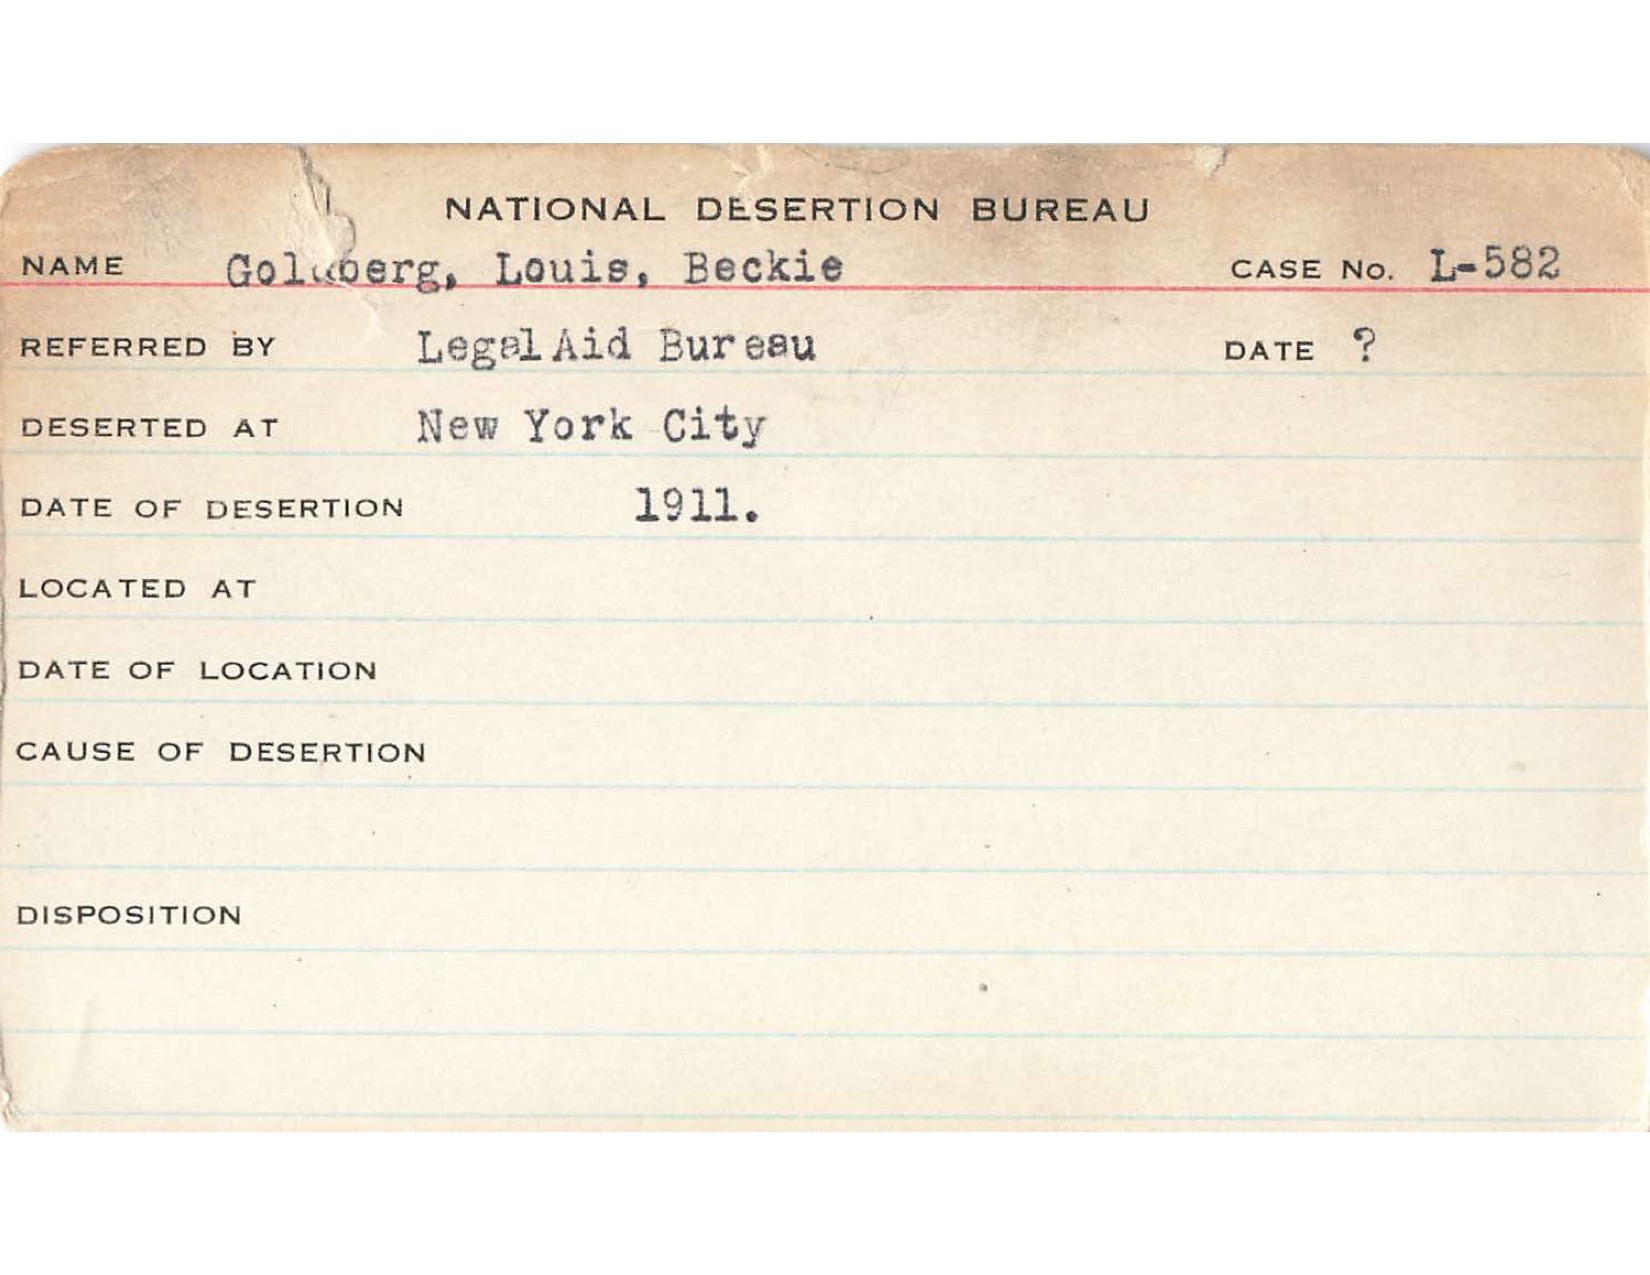 NATIONAL DESERTION BUREAU
NAME Goldberg, Louis, Beckie CASE No. L-582
REFERRED BY Legal Aid Bureau DATE ?
DESERTED AT New York City
DATE OF DESERTION 1911.
LOCATED AT
DATE OF LOCATION
CAUSE OF DESERTION
DISPOSITION